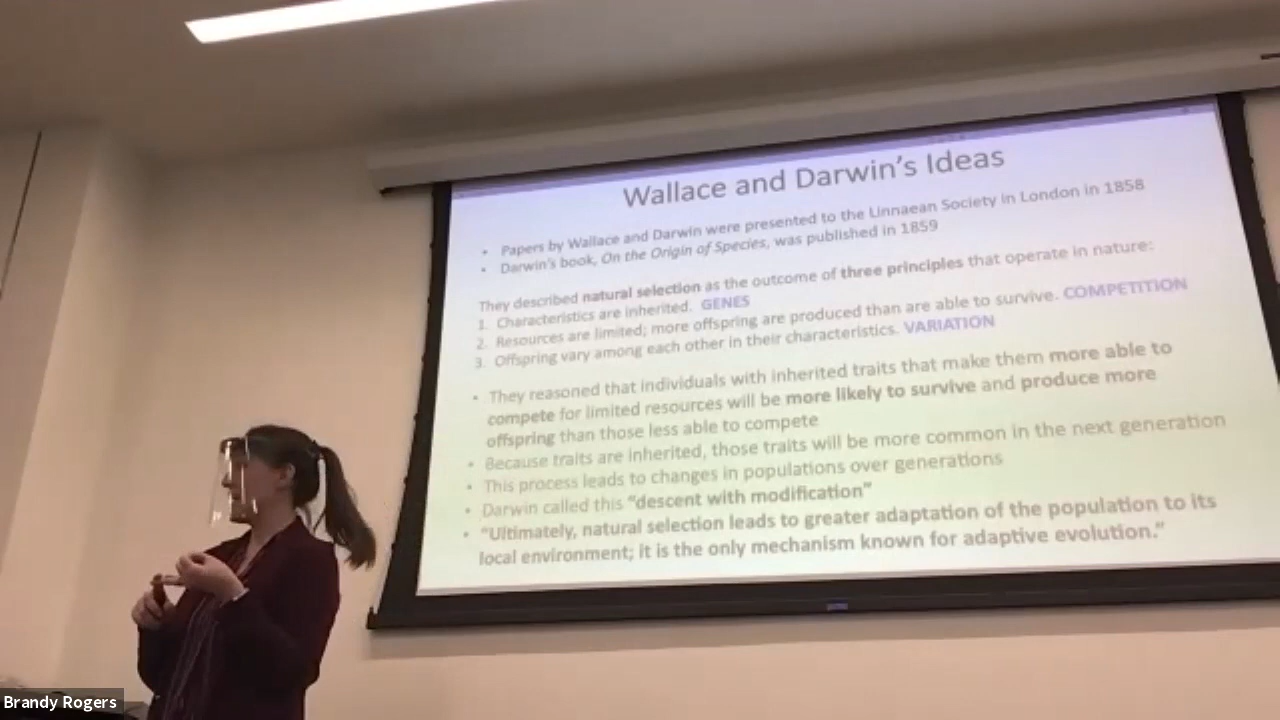 Wallace and Darwin's Ideas
• Papers by Wallace and Darwin were presented to the Linnaean Society in London in 1858
• Darwin's book, On the Origin of Species, was published in 1859
They described natural selection as the outcome of three principles that operate in nature:
1. Characteristics are inherited. GENES
2. Resources are limited; more offspring are produced than are able to survive. COMPETITION
3. Offspring vary among each other in their characteristics. VARIATION
• They reasoned that individuals with inherited traits that make them more able to
compete for limited resources will be more likely to survive and produce more
offspring than those less able to compete
• Because traits are inherited, those traits will be more common in the next generation
• This process leads to changes in populations over generations
• Darwin called this "descent with modification"
• "Ultimately, natural selection leads to greater adaptation of the population to its
local environment; it is the only mechanism known for adaptive evolution."
Brandy Rogers